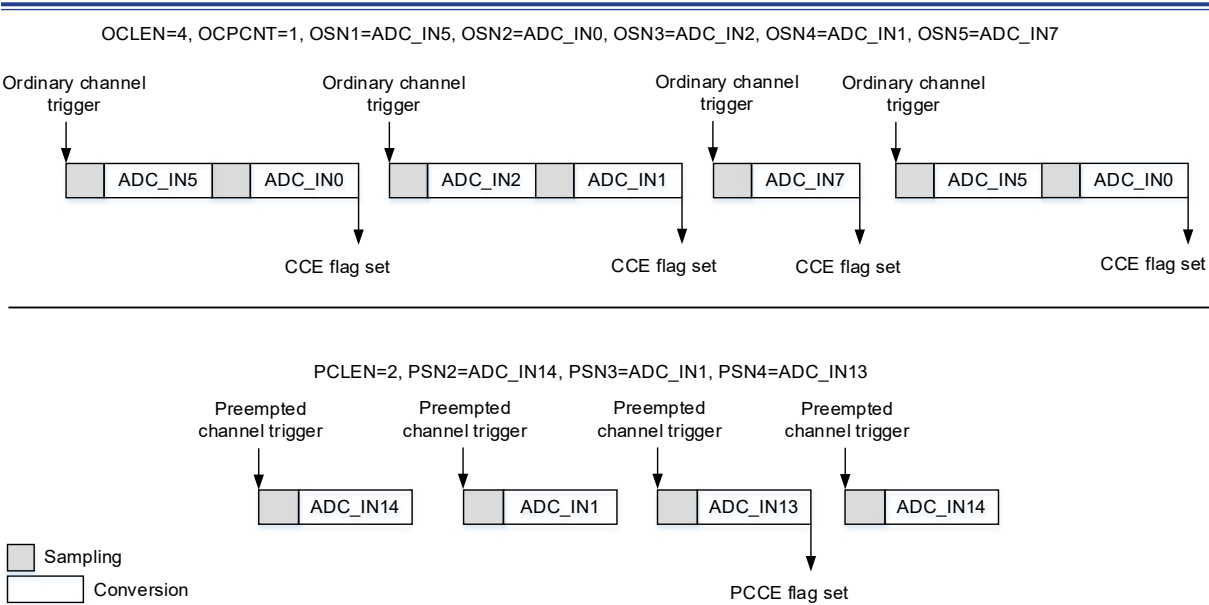 OCLEN=4, OCPCNT=1, OSN1=ADC_IN5, OSN2=ADC_IN0, OSN3=ADC_IN2, OSN4=ADC_IN1, OSN5=ADC_IN7
Ordinary channel trigger
Ordinary channel trigger
Ordinary channel trigger
Ordinary channel trigger
ADC_IN5
ADC_IN0
ADC_IN2
ADC_IN1
ADC_IN7
ADC_IN5
ADC_IN0
CCE flag set
CCE flag set
CCE flag set
CCE flag set
PCLEN=2, PSN2=ADC_IN14, PSN3=ADC_IN1, PSN4=ADC_IN13
Preempted channel trigger
Preempted channel trigger
Preempted channel trigger
Preempted channel trigger
ADC_IN14
ADC_IN1
ADC_IN13
ADC_IN14
Sampling
Conversion
PCCE flag set